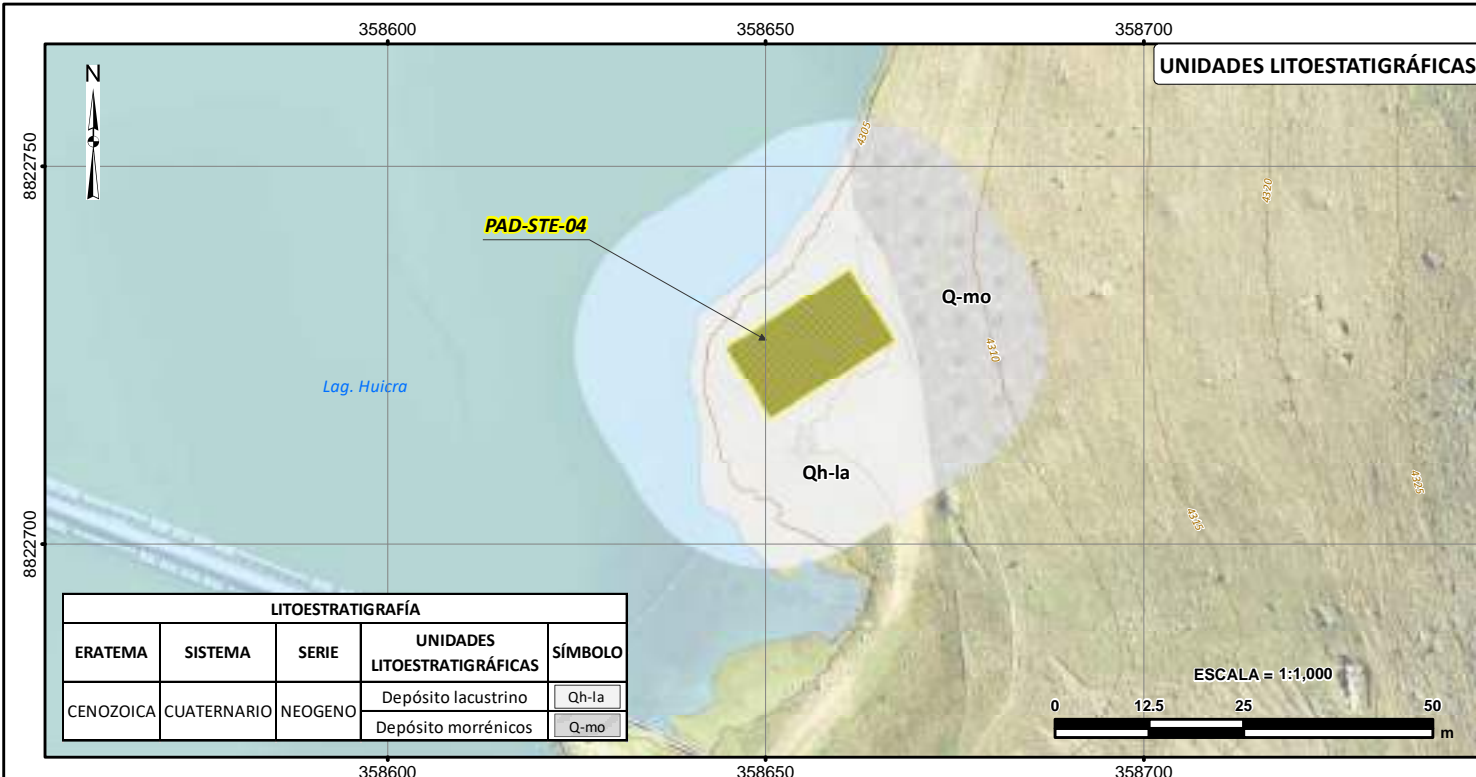 358600 358650 358700
UNIDADES LITOESTATIGRÁFICAS
N
8822750
4305
4320
PAD-STE-04
Q-mo
4310
Lag. Huicra
Qh-la
4325
4315
8822700
LITOESTRATIGRAFÍA
ERATEMA SISTEMA SERIE UNIDADES LITOESTRATIGRÁFICAS SÍMBOLO
CENOZOICA CUATERNARIO NEOGENO
Depósito lacustrino Qh-la
Depósito morrénicos Q-mo
ESCALA = 1:1,000
0 12.5 25 50
m
358600 358650 358700